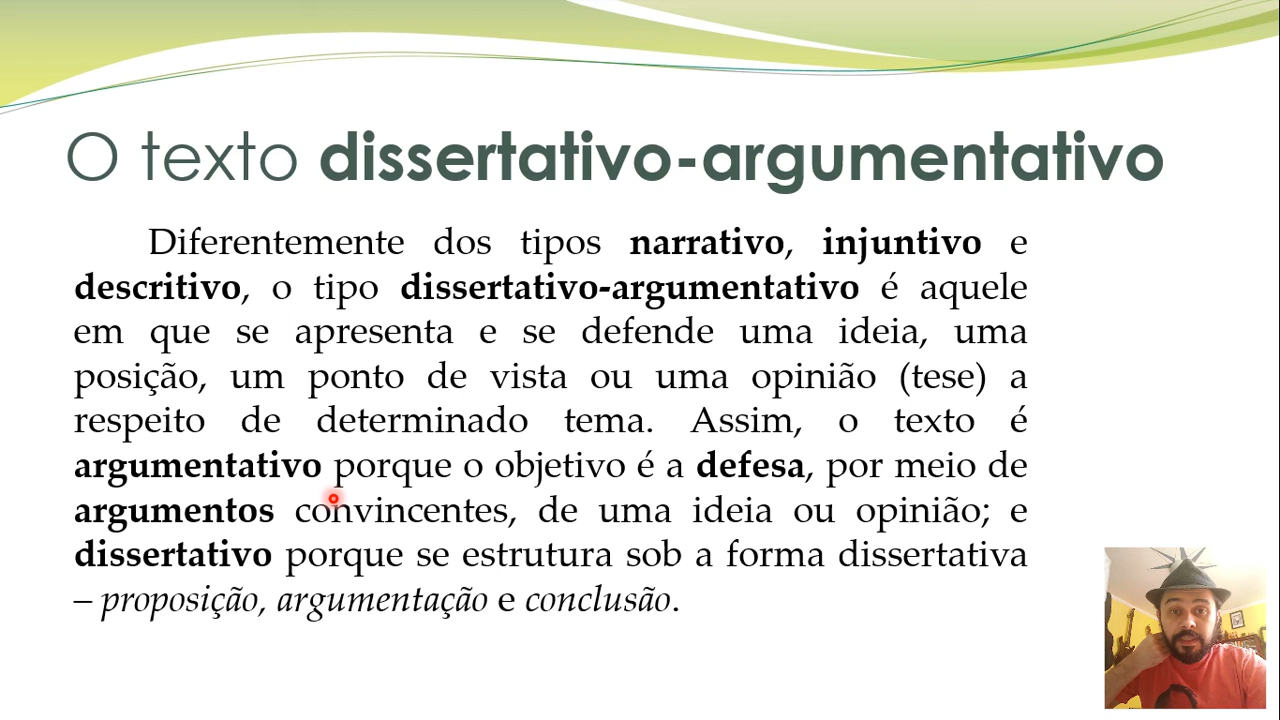 O texto dissertativo-argumentativo
Diferentemente dos tipos narrativo, injuntivo e
descritivo, o tipo dissertativo-argumentativo é aquele
em que se apresenta e se defende uma ideia, uma
posição, um ponto de vista ou uma opinião (tese) a
respeito de determinado tema. Assim, o texto é
argumentativo porque o objetivo é a defesa, por meio de
argumentos convincentes, de uma ideia ou opinião; e
dissertativo porque se estrutura sob a forma dissertativa
– proposição, argumentação e conclusão.